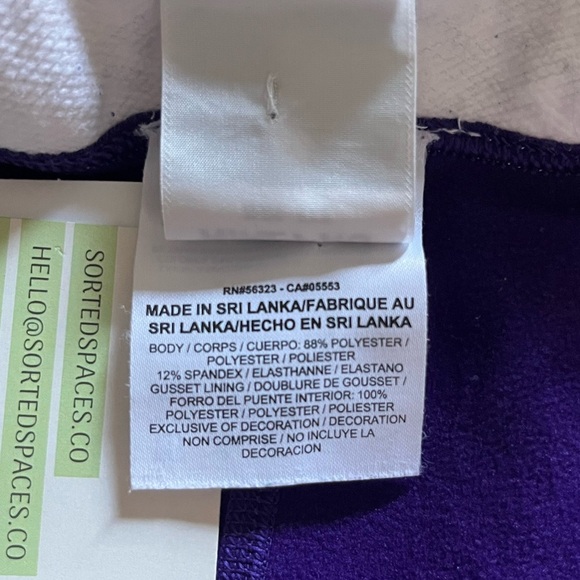 RN#56323 - CA#05553
MADE IN SRI LANKA/FABRIQUE AU
SRI LANKA/HECHO EN SRI LANKA
BODY / CORPS / CUERPO: 88% POLYESTER /
POLYESTER / POLIESTER
12% SPANDEX / ELASTHANNE / ELASTANO
GUSSET LINING / DOUBLURE DE GOUSSET /
FORRO DEL PUENTE INTERIOR: 100%
POLYESTER / POLYESTER / POLIESTER
EXCLUSIVE OF DECORATION / DECORATION
NON COMPRISE / NO INCLUYE LA
DECORACION
SORTEDSPACES.CO
HELLO@SORTEDSPACES.CO